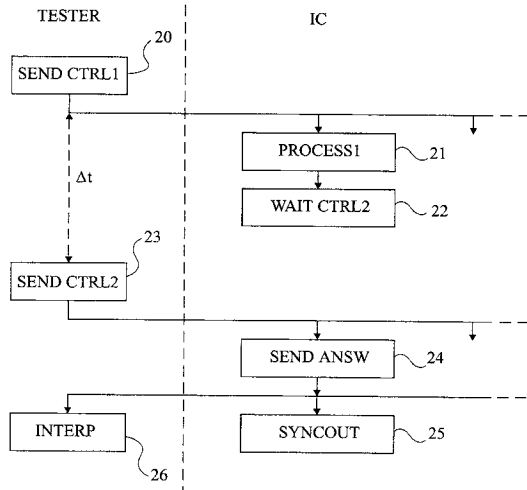 TESTER
IC
20
SEND CTRL1
PROCESS1
21
Δt
WAIT CTRL2
22
23
SEND CTRL2
SEND ANSW
24
INTERP
SYNCOUT
25
26